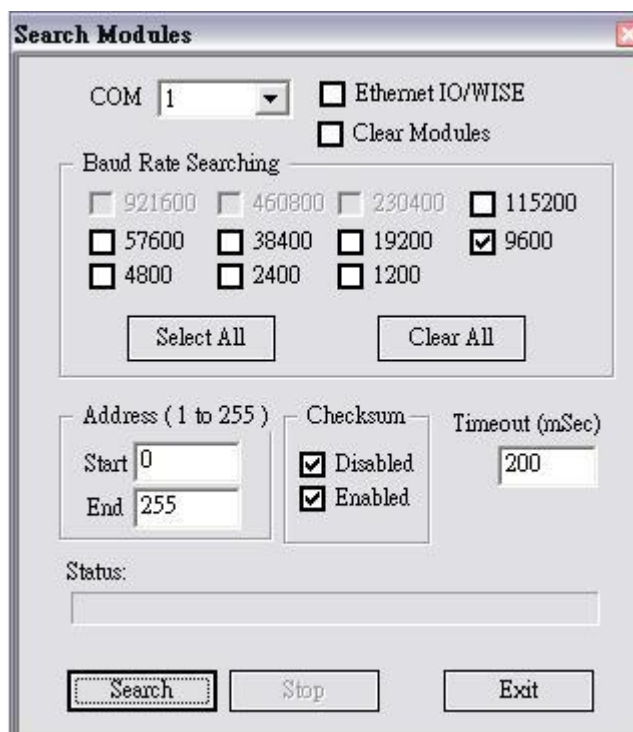 Search Modules
COM 1
Ethernet IO/WISE
Clear Modules
Baud Rate Searching
921600 460800 230400 115200
57600 38400 19200 9600
4800 2400 1200
Select All Clear All
Address ( 1 to 255 ) Checksum Timeout (mSec)
Start 0 Disabled 200
End 255 Enabled
Status:
Search Stop Exit